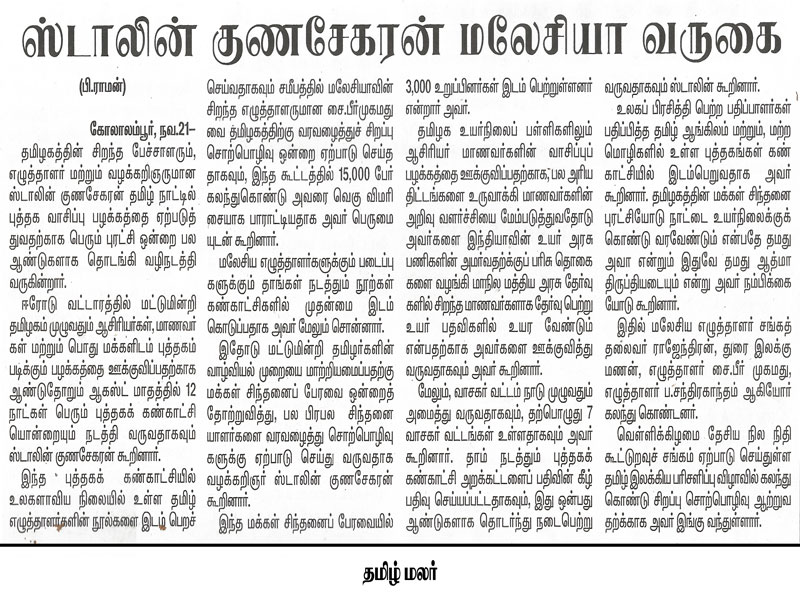 ஸ்டாலின் குணசேகரன் மலேசியா வருகை
(பி.ராமன்)
கோலாலம்பூர், நவ.21–
தமிழகத்தின் சிறந்த பேச்சாளரும்,
எழுத்தாளர் மற்றும் வழக்கறிஞருமான
ஸ்டாலின் குணசேரன் தமிழ் நாட்டில்
புத்தக வாசிப்பு பழக்கத்தை ஏற்படுத்
துவதற்காக பெரும் புரட்சி ஒன்றை பல
ஆண்டுகளாக தொடங்கி வழிநடத்தி
வருகின்றார்.
ஈரோடு வட்டாரத்தில் மட்டுமின்றி
தமிழகம் முழுவதும் ஆசிரியர்கள், மாணவர்
கள் மற்றும் பொது மக்களிடம் புத்தகம்
படிக்கும் பழக்கத்தை ஊக்குவிப்பதற்காக
ஆண்டுதோறும் ஆகஸ்ட் மாதத்தில் 12
நாட்கள் பெரும் புத்தகக் கண்காட்சி
யொன்றையும் நடத்தி வருதாகவும்
ஸ்டாலின் குணசேகரன் கூறினார்.
இந்த புத்தகக் கண்காட்சியில்
உலகளாவிய நிலையில் உள்ள தமிழ்
எழுத்தாளர்களின் நூல்களை இடம் பெறச்
செய்வதாகவும் சமீபத்தில் மலேசியாவின்
சிறந்த எழுத்தாளருமான சை.பீர்முகமது
வை தமிழகத்திற்கு வரவழைத்துச் சிறப்பு
சொற்பொழிவு ஒன்றை ஏற்பாடு செய்த
தாகவும், இந்த கூட்டத்தில் 15,000 பேர்
கலந்துகொண்டு அவரை வெகு விமரி
சையாக பாராட்டியதாக அவர் பெருமை
யுடன் கூறினார்.
மலேசிய எழுத்தாளர்களுக்கும் படைப்பு
களுக்கும் தாங்கள் நடத்தும் நூற்கள்
கண்காட்சிகளில் முதன்மை இடம்
கொடுப்பதாக அவர் மேலும் சொன்னார்.
இதோடு மட்டுமின்றி தமிழர்களின்
வாழ்வியல் முறையை மாற்றியமைப்பதற்கு
மக்கள் சிந்தனைப் பேரவை ஒன்றைத்
தோற்றுவித்து, பல பிரபல சிந்தனை
யாளர்களை வரவழைத்து சொற்பொழிவு
களுக்கு ஏற்பாடு செய்து வருவதாக
வழக்கறிஞர் ஸ்டாலின் குணசேகரன்
கூறினார்.
இந்த மக்கள் சிந்தனைப் பேரவையில்
3,000 உறுப்பினர்கள் இடம் பெற்றுள்ளனர்
என்றார் அவர்.
தமிழக உயர்நிலைப் பள்ளிகளிலும்
ஆசிரியர் மாணவர்களின் வாசிப்புப்
பழக்கத்தை ஊக்குவிப்பதற்காக, பல அரிய
திட்டங்களை உருவாக்கி மாணவர்களின்
அறிவு வளர்ச்சியை மேம்படுத்துவதோடு
அவர்களை இந்தியாவின் உயர் அரசு
பணிகளின் அமர்வதற்குப் பரிசு தொகை
களை வழங்கி மாநில மத்திய அரசு தேர்வு
களில் சிறந்த மாணவர்களாக தேர்வு பெற்று
உயர் பதவிகளில் உயர வேண்டும்
என்பதற்காக அவர்களை ஊக்குவித்து
வருவதாகவும் அவர் கூறினார்.
மேலும், வாசகர் வட்டம் நாடு முழுவதும்
அமைத்து வருவதாகவும், தற்பொழுது 7
வாசகர் வட்டங்கள் உள்ளதாகவும் அவர்
கூறினார். தாம் நடத்தும் புத்தகக்
கண்காட்சி அறக்கட்டளைப் பதிவின் கீழ்
பதிவு செய்யபபட்டதாகவும், இது ஒன்பது
ஆண்டுகளாக தொடர்ந்து நடைபெற்று
வருவதாகவும் ஸ்டாலின் கூறினார்.
உலகப் பிரசித்தி பெற்ற பதிப்பாளர்கள்
பதிப்பித்த தமிழ் ஆங்கிலம் மற்றும், மற்ற
மொழிகளில் உள்ள புத்தகங்கள் கண்
காட்சியில் இடம்பெறுவதாக அவர்
கூறினார். தமிழகத்தின் மக்கள் சிந்தனை
புரட்சியோடு நாட்டை உயர்நிலைக்குக்
கொண்டு வரவேண்டும் என்பதே தமது
அவா என்றும் இதுவே தமது ஆத்மா
திருப்தியடையும் என்று அவர் நம்பிக்கை
யோடு கூறினார்.
இதில் மலேசிய எழுத்தாளர் சங்கத்
தலைவர் ராஜேந்திரன், துரை இலக்கு
மணன், எழுத்தாளர் சை.பீர் முகமது,
எழுத்தாளர் ப.சந்திரகாந்தம் ஆகியோர்
கலந்து கொண்டனர்.
வெள்ளிக்கிழமை தேசிய நில நிதி
கூட்டுறவுச் சங்கம் ஏற்பாடு செய்துள்ள
தமிழ் இலக்கிய பரிசளிப்பு விழாவில் கலந்து
கொண்டு சிறப்பு சொற்பொழிவு ஆற்றுவ
தற்க்காக அவர் இங்கு வந்துள்ளார்.
தமிழ் மலர்